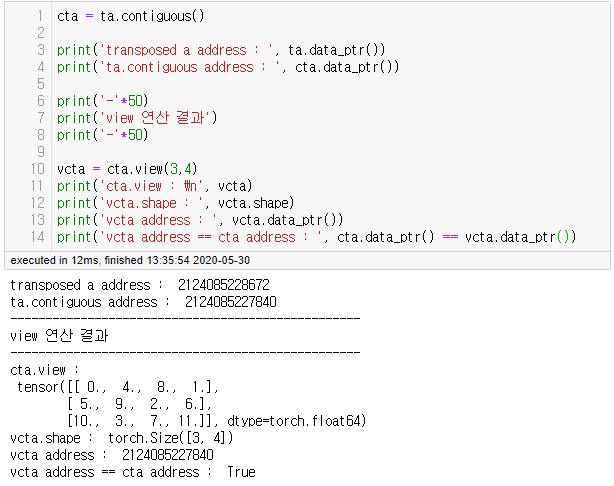 1 cta = ta.contiguous()
2
3 print('transposed a address : ', ta.data_ptr())
4 print('ta.contiguous address : ', cta.data_ptr())
5
6 print('-'*50)
7 print('view 연산 결과')
8 print('-'*50)
9
10 vcta = cta.view(3,4)
11 print('cta.view : ₩n', vcta)
12 print('vcta.shape : ', vcta.shape)
13 print('vcta address : ', vcta.data_ptr())
14 print('vcta address == cta address : ', cta.data_ptr() == vcta.data_ptr())
executed in 12ms, finished 13:35:54 2020-05-30
transposed a address :  2124085228672
ta.contiguous address :  2124085227840
--------------------------------------------------
view 연산 결과
--------------------------------------------------
cta.view :
 tensor([[ 0.,  4.,  8.,  1.],
        [ 5.,  9.,  2.,  6.],
        [10.,  3.,  7., 11.]], dtype=torch.float64)
vcta.shape :  torch.Size([3, 4])
vcta address :  2124085227840
vcta address == cta address :  True